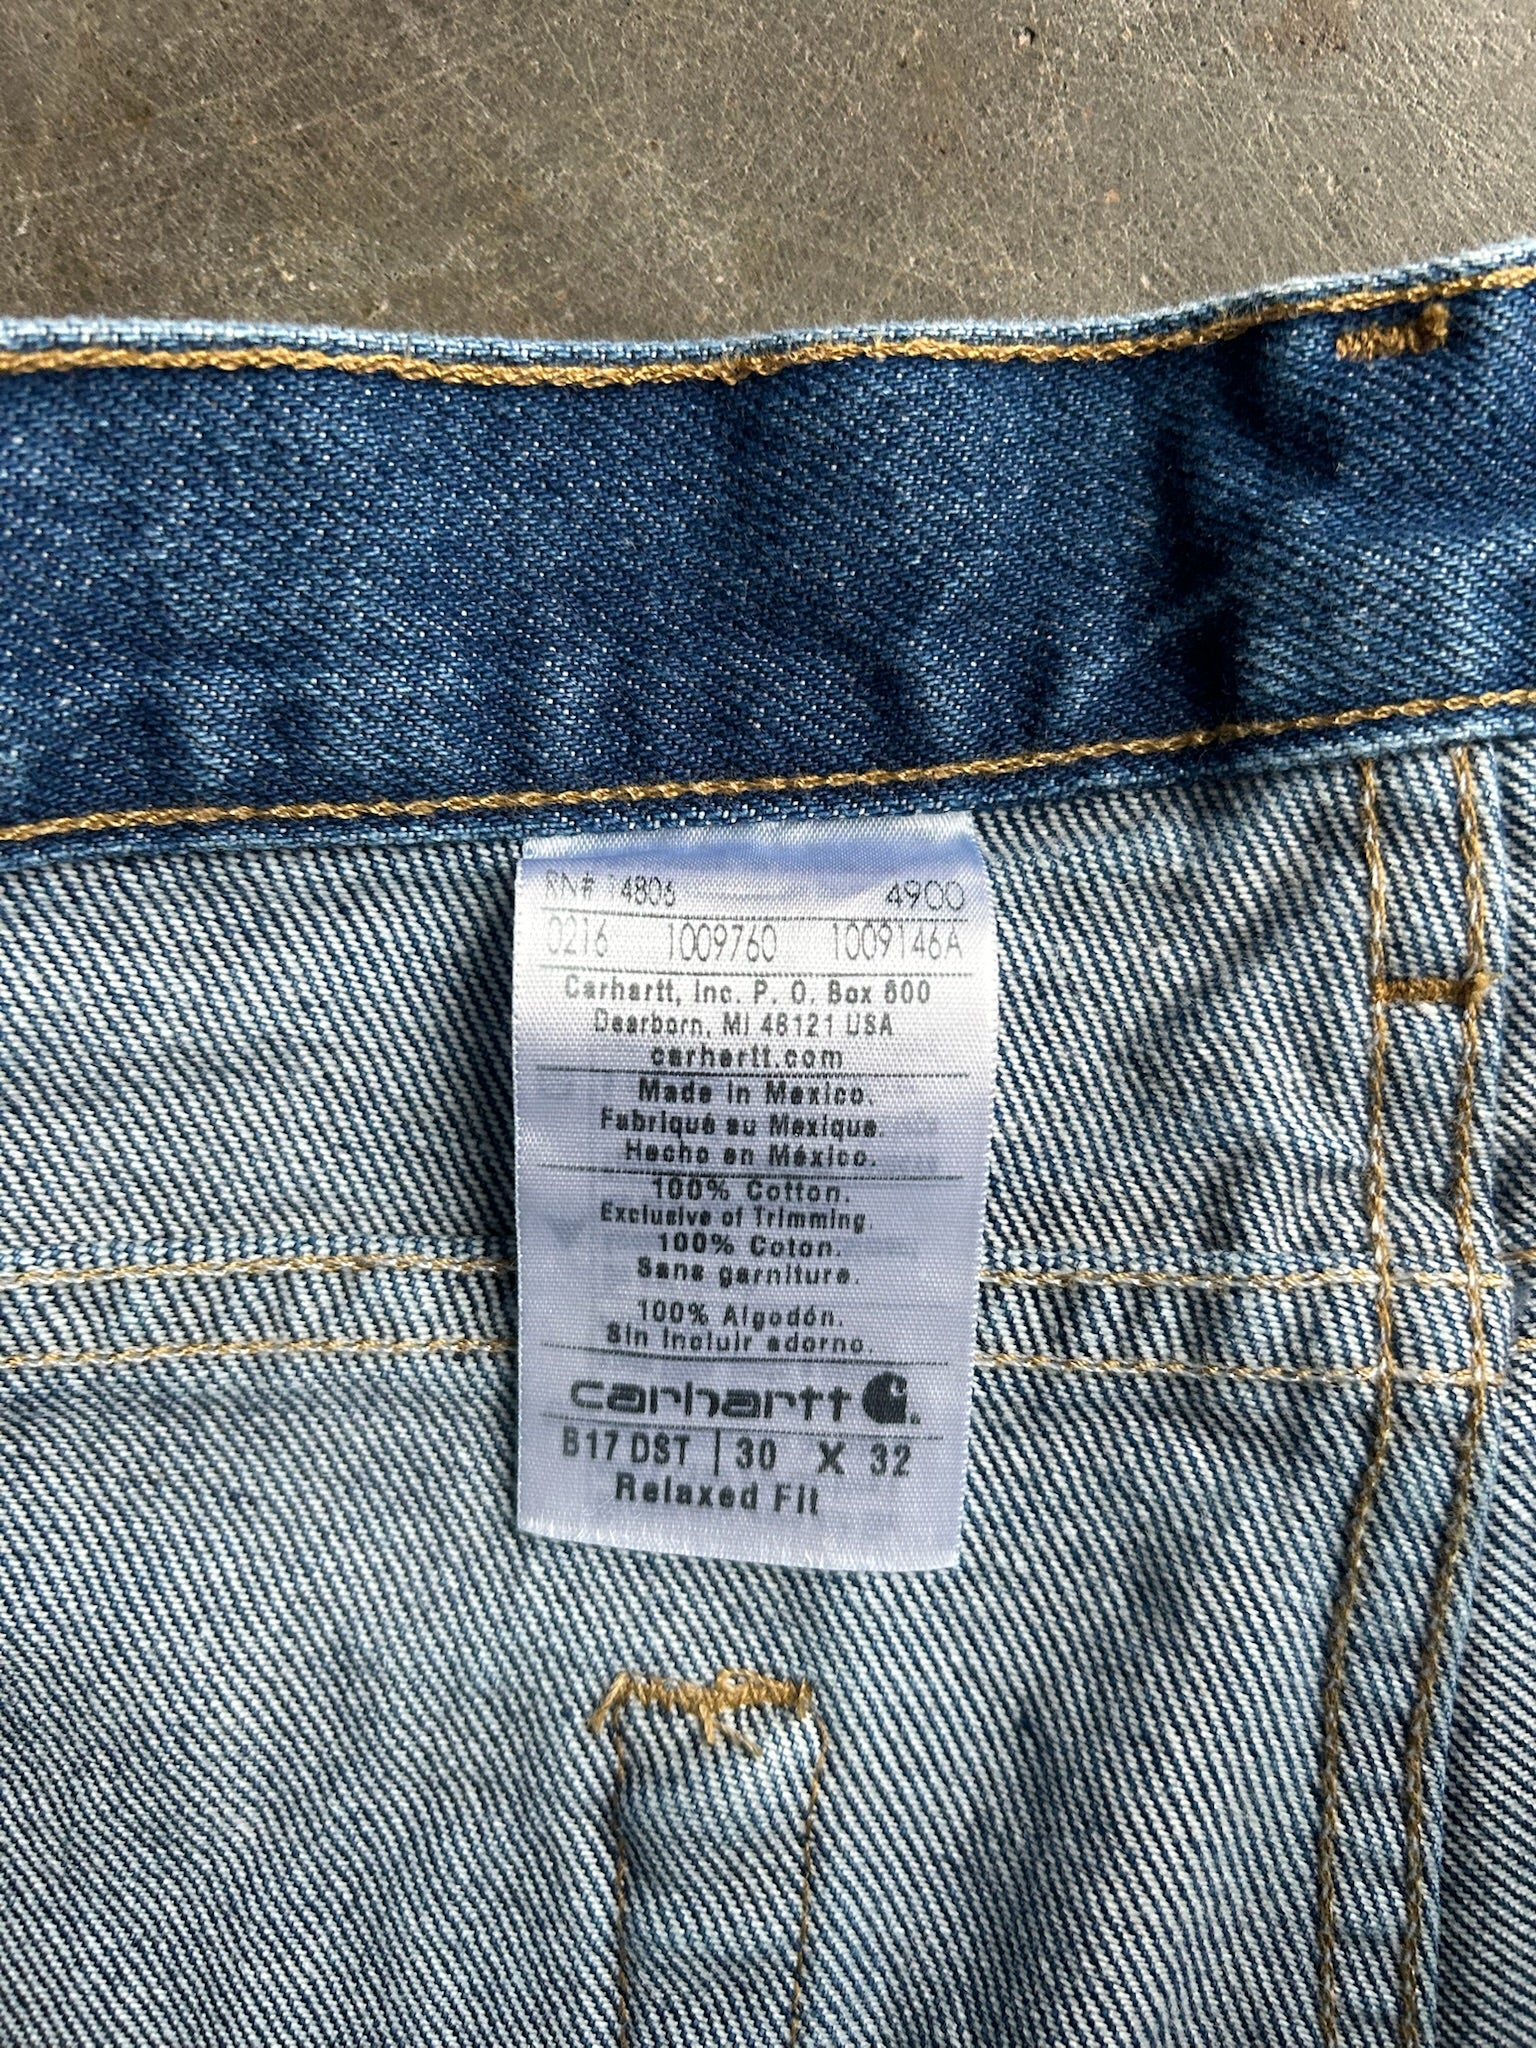 RN# 14806 4900
0216 1009760 1009146A
Carhartt, Inc. P. O. Box 600
Dearborn, MI 48121 USA
carhartt.com
Made in Mexico.
Fabriqué au Mexique.
Hecho en México.
100% Cotton.
Exclusive of Trimming.
100% Coton.
Sans garniture.
100% Algodón.
Sin incluir adorno.
carhartt
B17 DST | 30 X 32
Relaxed Fit